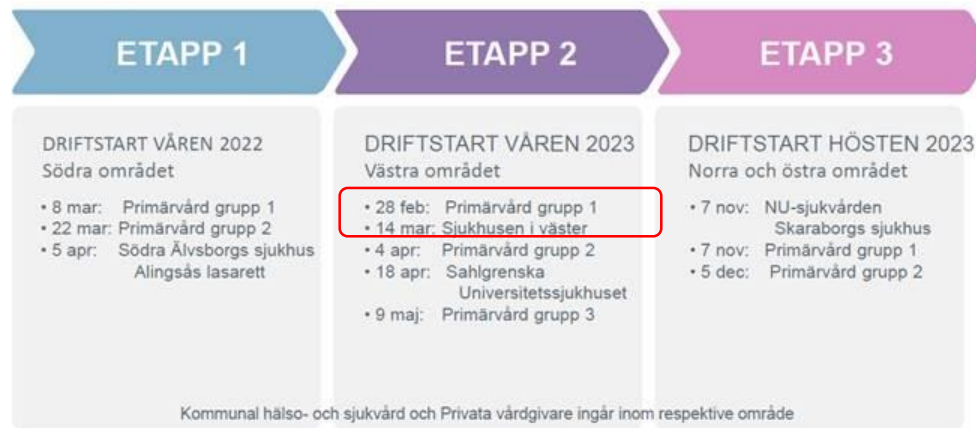 ETAPP 1
DRIFTSTART VÅREN 2022
Södra området
• 8 mar: Primärvård grupp 1
• 22 mar: Primärvård grupp 2
• 5 apr: Södra Älvsborgs sjukhus
Alingsås lasarett
ETAPP 2
DRIFTSTART VÅREN 2023
Västra området
• 28 feb: Primärvård grupp 1
• 14 mar: Sjukhusen i väster
• 4 apr: Primärvård grupp 2
• 18 apr: Sahlgrenska
Universitetssjukhuset
• 9 maj: Primärvård grupp 3
ETAPP 3
DRIFTSTART HÖSTEN 2023
Norra och östra området
• 7 nov: NU-sjukvården
Skaraborgs sjukhus
• 7 nov: Primärvård grupp 1
• 5 dec: Primärvård grupp 2
Kommunal hälso- och sjukvård och Privata vårdgivare ingår inom respektive område